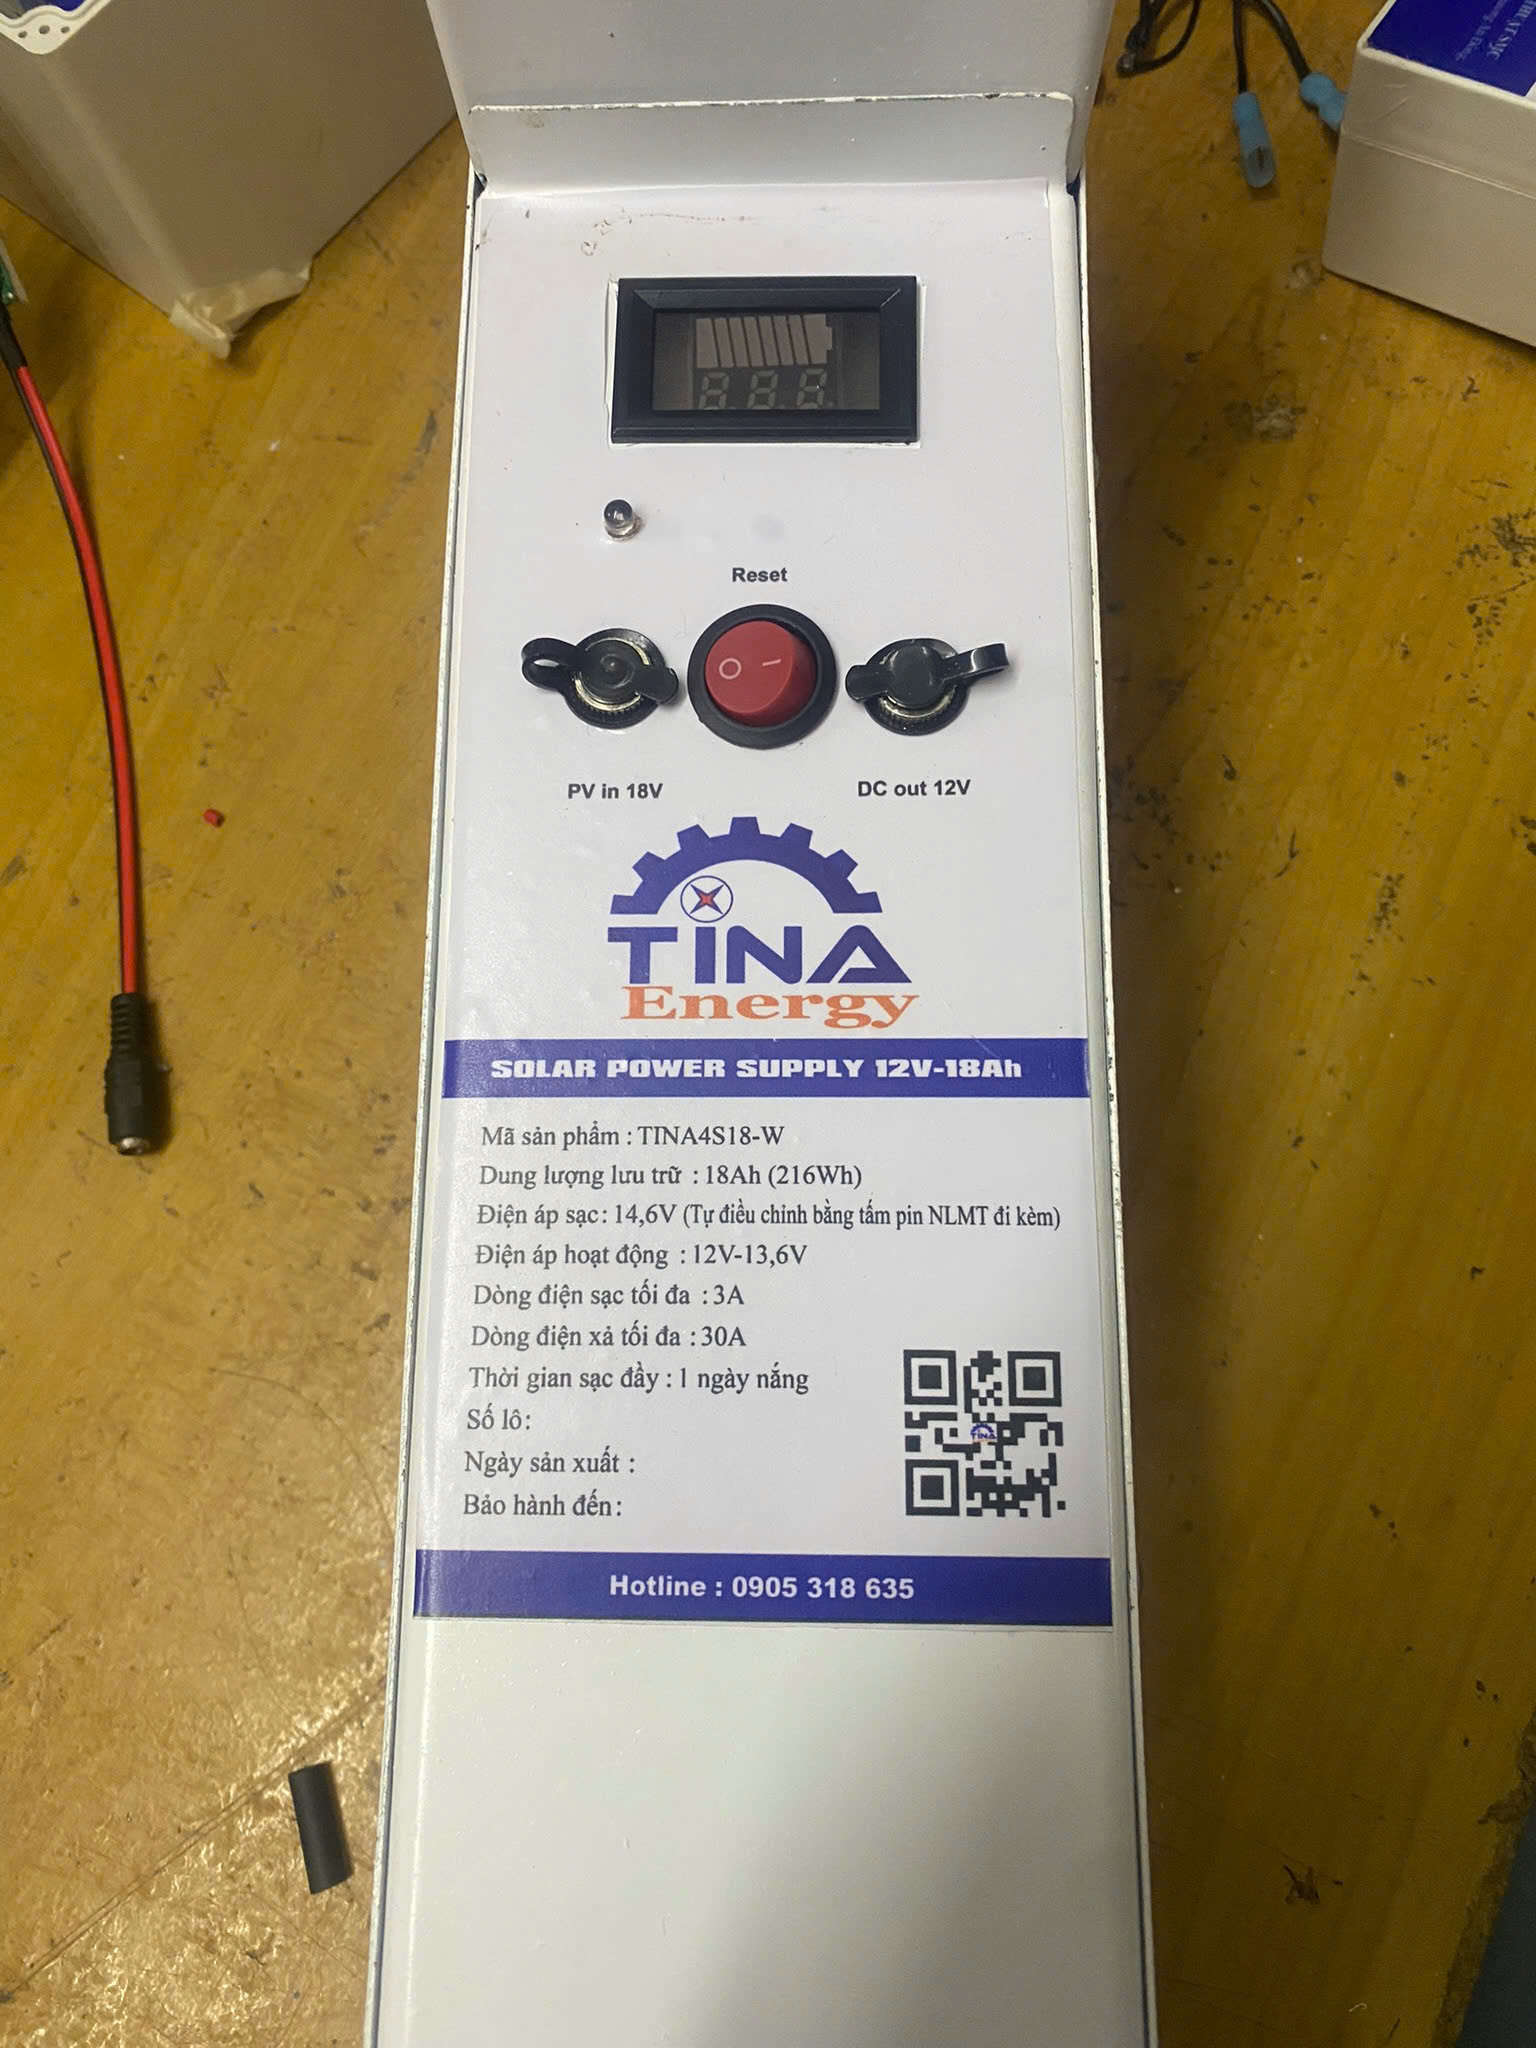 THUẬT SMC
Reset
O
I
PV in 18V
DC out 12V
TINA
Energy
SOLAR POWER SUPPLY 12V-18Ah
Mã sản phẩm : TINA4S18-W
Dung lượng lưu trữ : 18Ah (216Wh)
Điện áp sạc: 14,6V (Tự điều chỉnh bằng tấm pin NLMT đi kèm)
Điện áp hoạt động : 12V-13,6V
Dòng điện sạc tối đa : 3A
Dòng điện xả tối đa : 30A
Thời gian sạc đầy : 1 ngày nắng
Số lô:
Ngày sản xuất :
Bảo hành đến:
TINA
Hotline : 0905 318 635